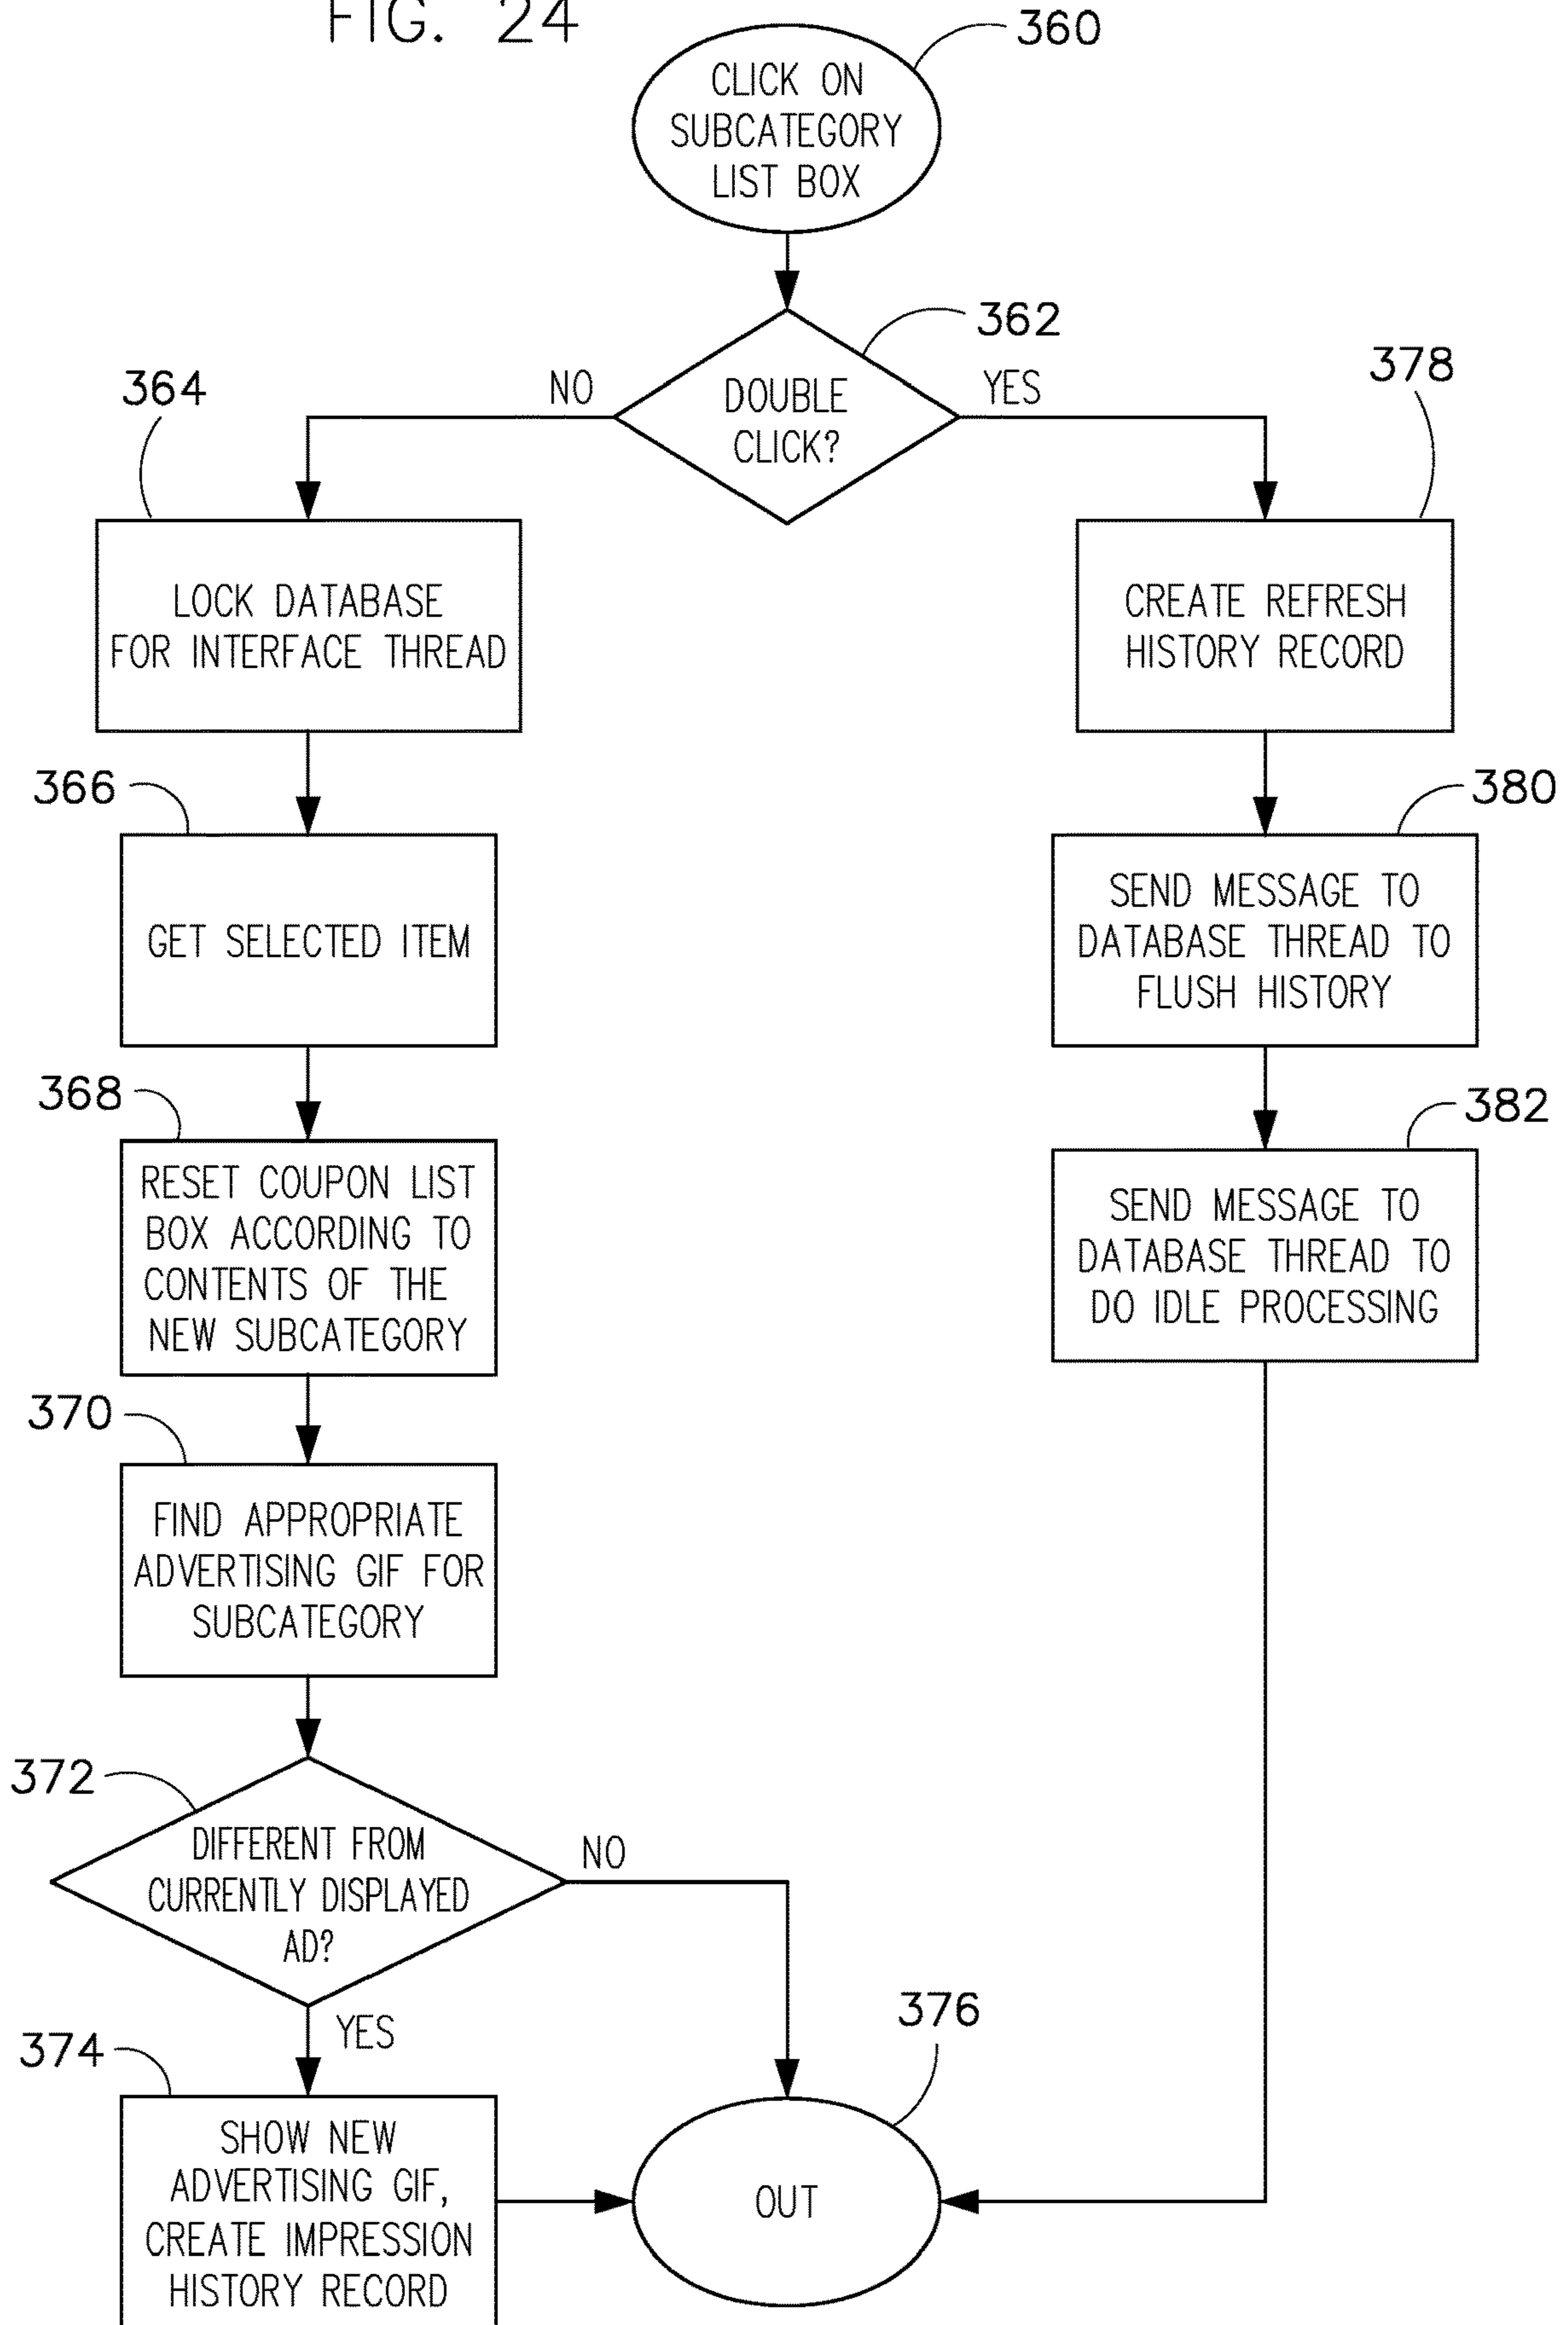 FIG. 24
360
CLICK ON
SUBCATEGORY
LIST BOX
362
DOUBLE
CLICK?
NO
YES
364
LOCK DATABASE
FOR INTERFACE THREAD
378
CREATE REFRESH
HISTORY RECORD
366
GET SELECTED ITEM
380
SEND MESSAGE TO
DATABASE THREAD TO
FLUSH HISTORY
368
RESET COUPON LIST
BOX ACCORDING TO
CONTENTS OF THE
NEW SUBCATEGORY
382
SEND MESSAGE TO
DATABASE THREAD TO
DO IDLE PROCESSING
370
FIND APPROPRIATE
ADVERTISING GIF FOR
SUBCATEGORY
372
DIFFERENT FROM
CURRENTLY DISPLAYED
AD?
NO
YES
374
SHOW NEW
ADVERTISING GIF,
CREATE IMPRESSION
HISTORY RECORD
376
OUT